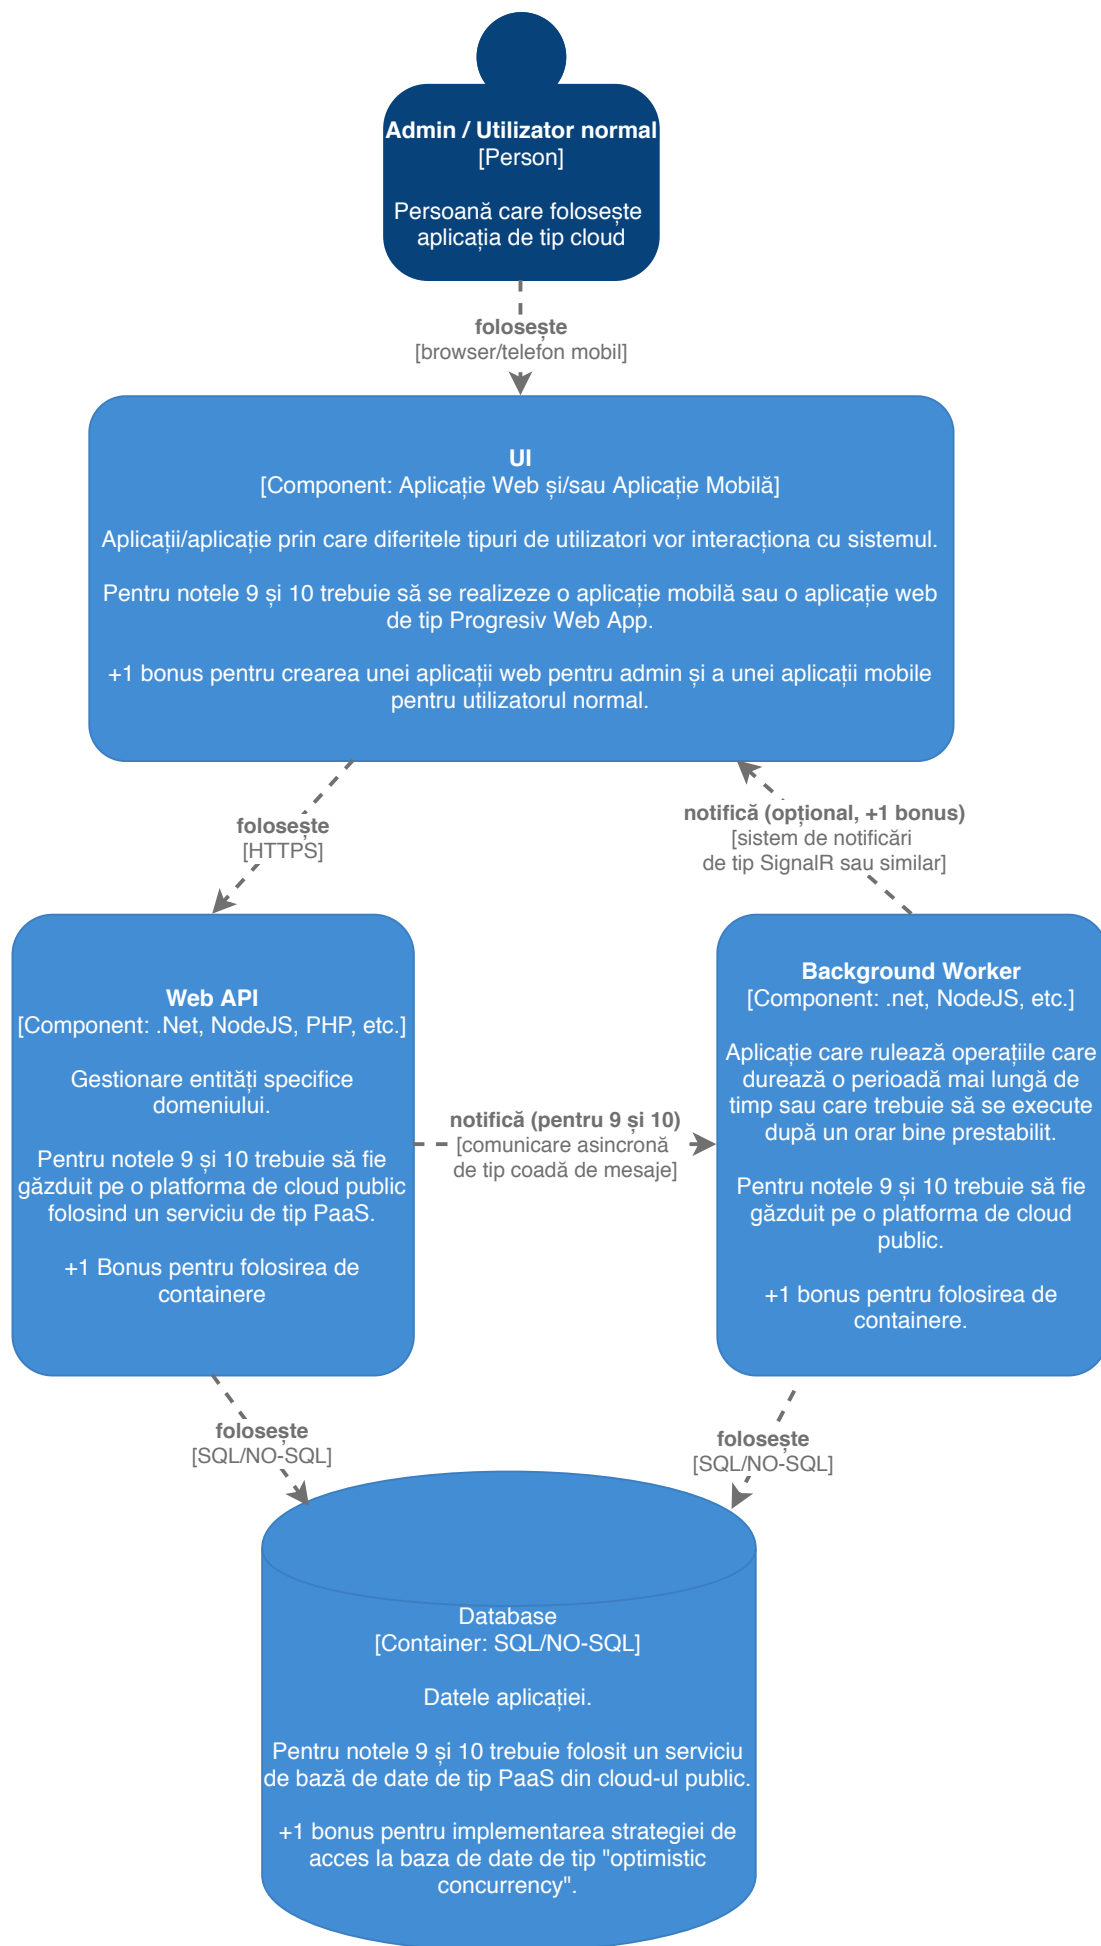 Admin / Utilizator normal
[Person]
Persoană care folosește
aplicația de tip cloud
folosește
[browser/telefon mobil]
UI
[Component: Aplicație Web și/sau Aplicație Mobilă]
Aplicații/aplicație prin care diferitele tipuri de utilizatori vor interacționa cu sistemul.
Pentru notele 9 și 10 trebuie să se realizeze o aplicație mobilă sau o aplicație web
de tip Progresiv Web App.
+1 bonus pentru crearea unei aplicații web pentru admin și a unei aplicații mobile
pentru utilizatorul normal.
folosește
[HTTPS]
notifică (opțional, +1 bonus)
[sistem de notificări
de tip SignalR sau similar]
Web API
[Component: .Net, NodeJS, PHP, etc.]
Gestionare entități specifice
domeniului.
Pentru notele 9 și 10 trebuie să fie
găzduit pe o platforma de cloud public
folosind un serviciu de tip PaaS.
+1 Bonus pentru folosirea de
containere
notifică (pentru 9 și 10)
[comunicare asincronă
de tip coadă de mesaje]
Background Worker
[Component: .net, NodeJS, etc.]
Aplicație care rulează operațiile care
durează o perioadă mai lungă de
timp sau care trebuie să se execute
după un orar bine prestabilit.
Pentru notele 9 și 10 trebuie să fie
găzduit pe o platforma de cloud
public.
+1 bonus pentru folosirea de
containere.
folosește
[SQL/NO-SQL]
folosește
[SQL/NO-SQL]
Database
[Container: SQL/NO-SQL]
Datele aplicației.
Pentru notele 9 și 10 trebuie folosit un serviciu
de bază de date de tip PaaS din cloud-ul public.
+1 bonus pentru implementarea strategiei de
acces la baza de date de tip "optimistic
concurrency".